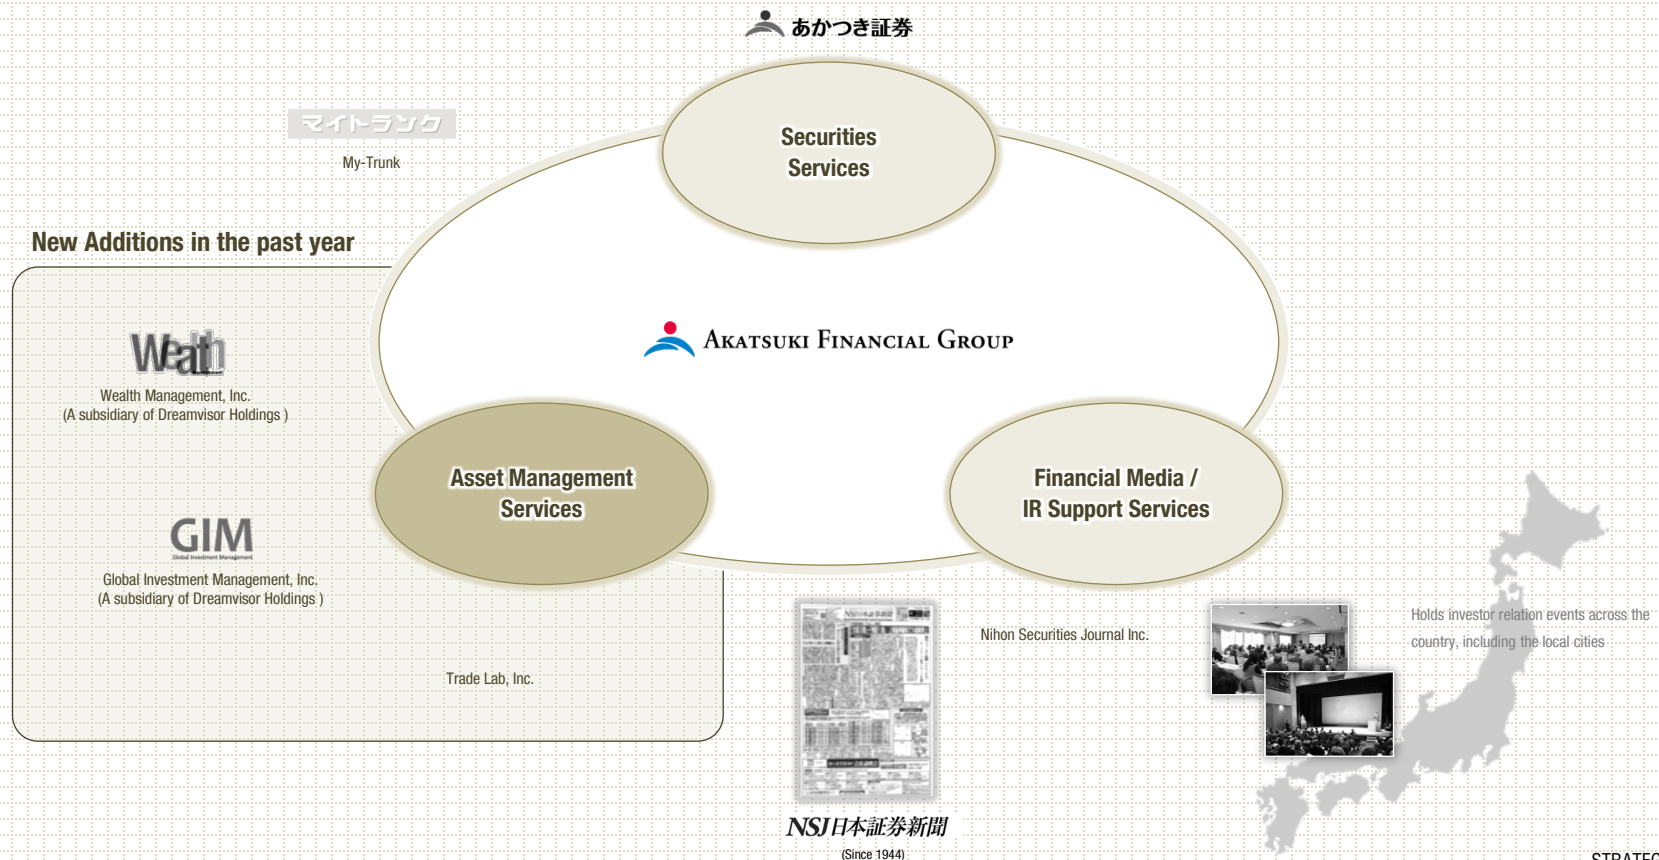 あかつき証券
Securities
Services
マイトランク
My-Trunk
New Additions in the past year
AKATSUKI FINANCIAL GROUP
Wealth
Wealth Management, Inc.
(A subsidiary of Dreamvisor Holdings )
Asset Management
Services
Financial Media /
IR Support Services
GIM
Global Investment Management
Global Investment Management, Inc.
(A subsidiary of Dreamvisor Holdings )
Trade Lab, Inc.
Nihon Securities Journal Inc.
Holds investor relation events across the
country, including the local cities
NSJ日本証券新聞
(Since 1944)